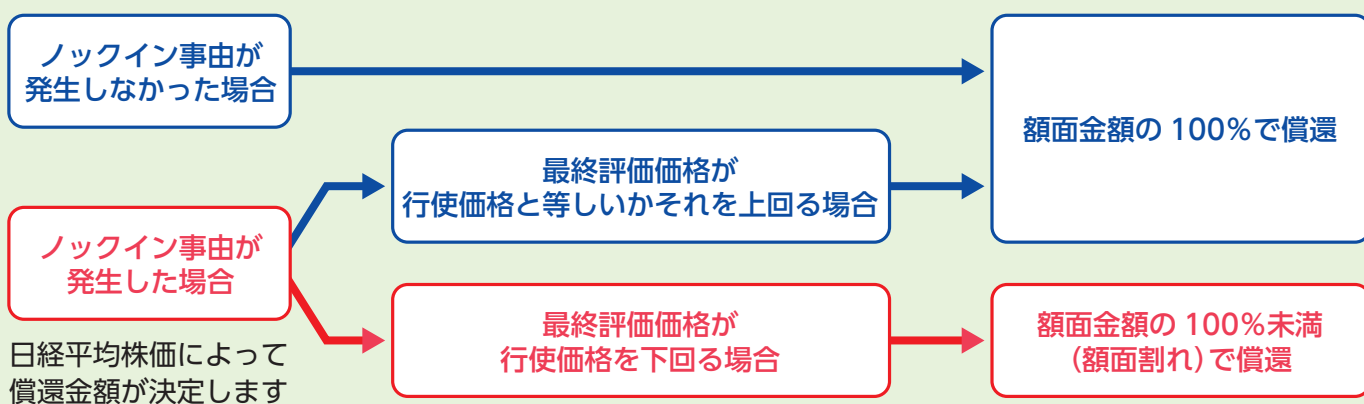 ノックイン事由が
発生しなかった場合
額面金額の 100%で償還
最終評価価格が
行使価格と等しいかそれを上回る場合
ノックイン事由が
発生した場合
最終評価価格が
行使価格を下回る場合
額面金額の 100%未満
(額面割れ)で償還
日経平均株価によって
償還金額が決定します